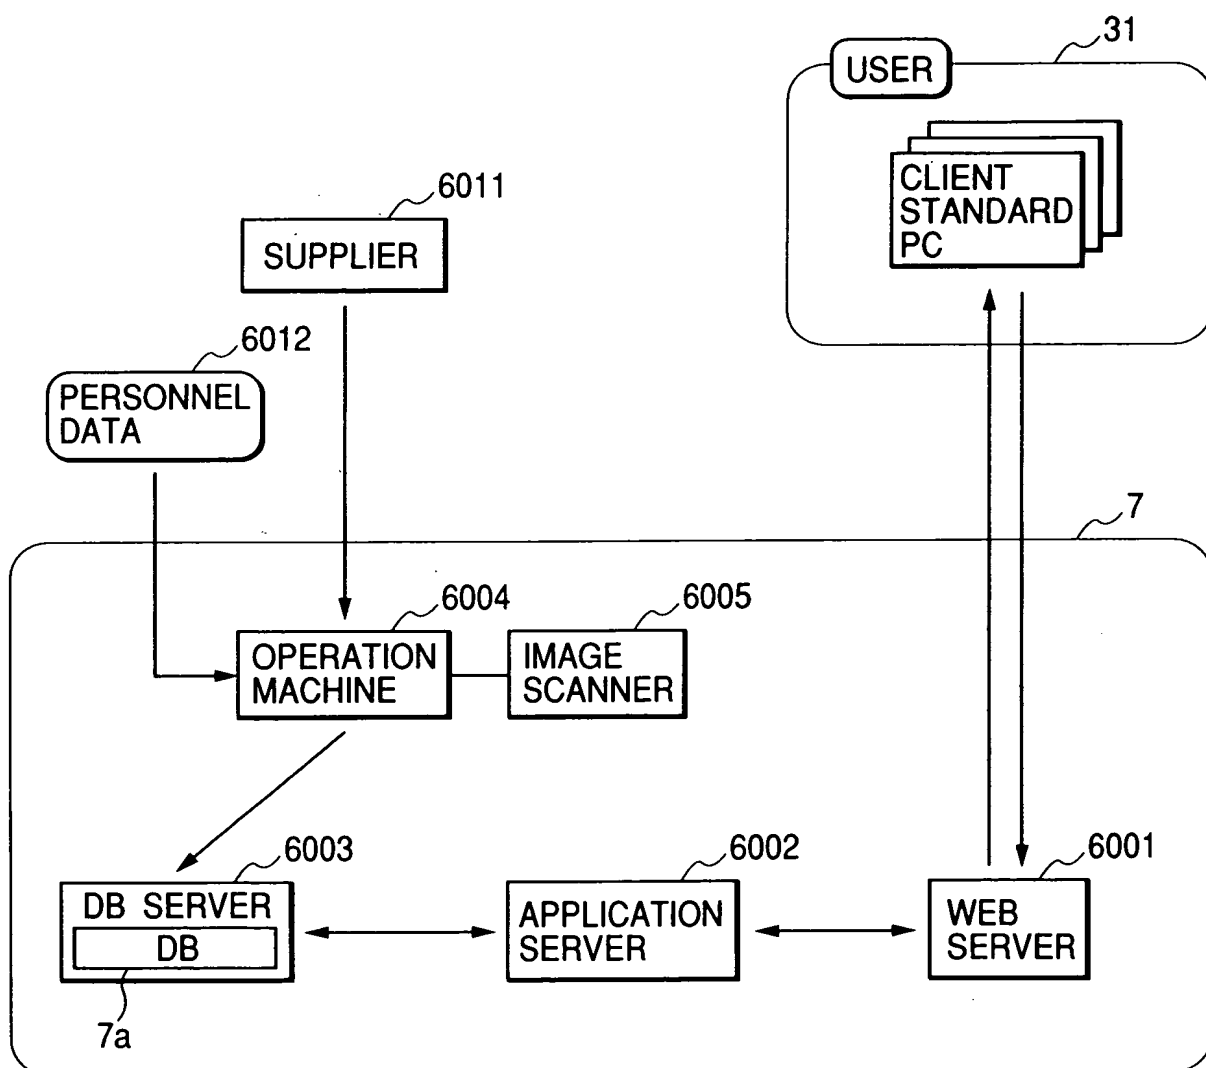 31
USER
CLIENT
STANDARD
PC
6011
SUPPLIER
6012
PERSONNEL
DATA
7
6004
OPERATION
MACHINE
6005
IMAGE
SCANNER
6003
DB SERVER
DB
7a
6002
APPLICATION
SERVER
6001
WEB
SERVER